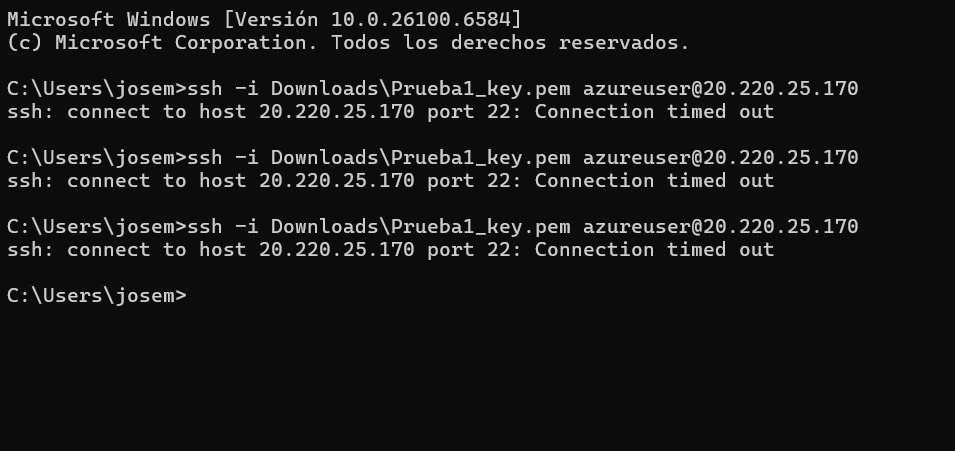 Microsoft Windows [Versión 10.0.26100.6584]
(c) Microsoft Corporation. Todos los derechos reservados.
C:\Users\josem>ssh -i Downloads\Prueba1_key.pem azureuser@20.220.25.170
ssh: connect to host 20.220.25.170 port 22: Connection timed out
C:\Users\josem>ssh -i Downloads\Prueba1_key.pem azureuser@20.220.25.170
ssh: connect to host 20.220.25.170 port 22: Connection timed out
C:\Users\josem>ssh -i Downloads\Prueba1_key.pem azureuser@20.220.25.170
ssh: connect to host 20.220.25.170 port 22: Connection timed out
C:\Users\josem>